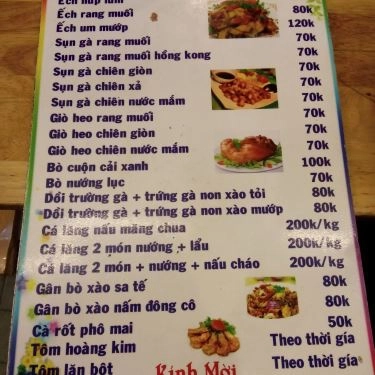 Ếch hấp lum
Ếch rang muối 80k
Ếch um mướp 120k
Sụn gà rang muối 70k
Sụn gà rang muối hồng kong 70k
Sụn gà chiên giòn 70k
Sụn gà chiên xả 70k
Sụn gà chiên nước mắm 70k
Giò heo rang muối 70k
Giò heo chiên giòn 70k
Giò heo chiên nước mắm 70k
Bò cuộn cải xanh 100k
Bò nướng lục 70k
Dồi trường gà + trứng gà non xào tỏi 80k
Dồi trường gà + trứng gà non xào mướp 80k
Cá lăng nấu măng chua 200k/kg
Cá lăng 2 món nướng + lẩu 200k/kg
Cá lăng 2 món + nướng + nấu cháo 200k/kg
Gân bò xào sa tế 80k
Gân bò xào nấm đông cô 80k
Cà rốt phô mai 50k
Tôm hoàng kim Theo thời gía
Tôm lăn bột Theo thời gía
Kính Mời